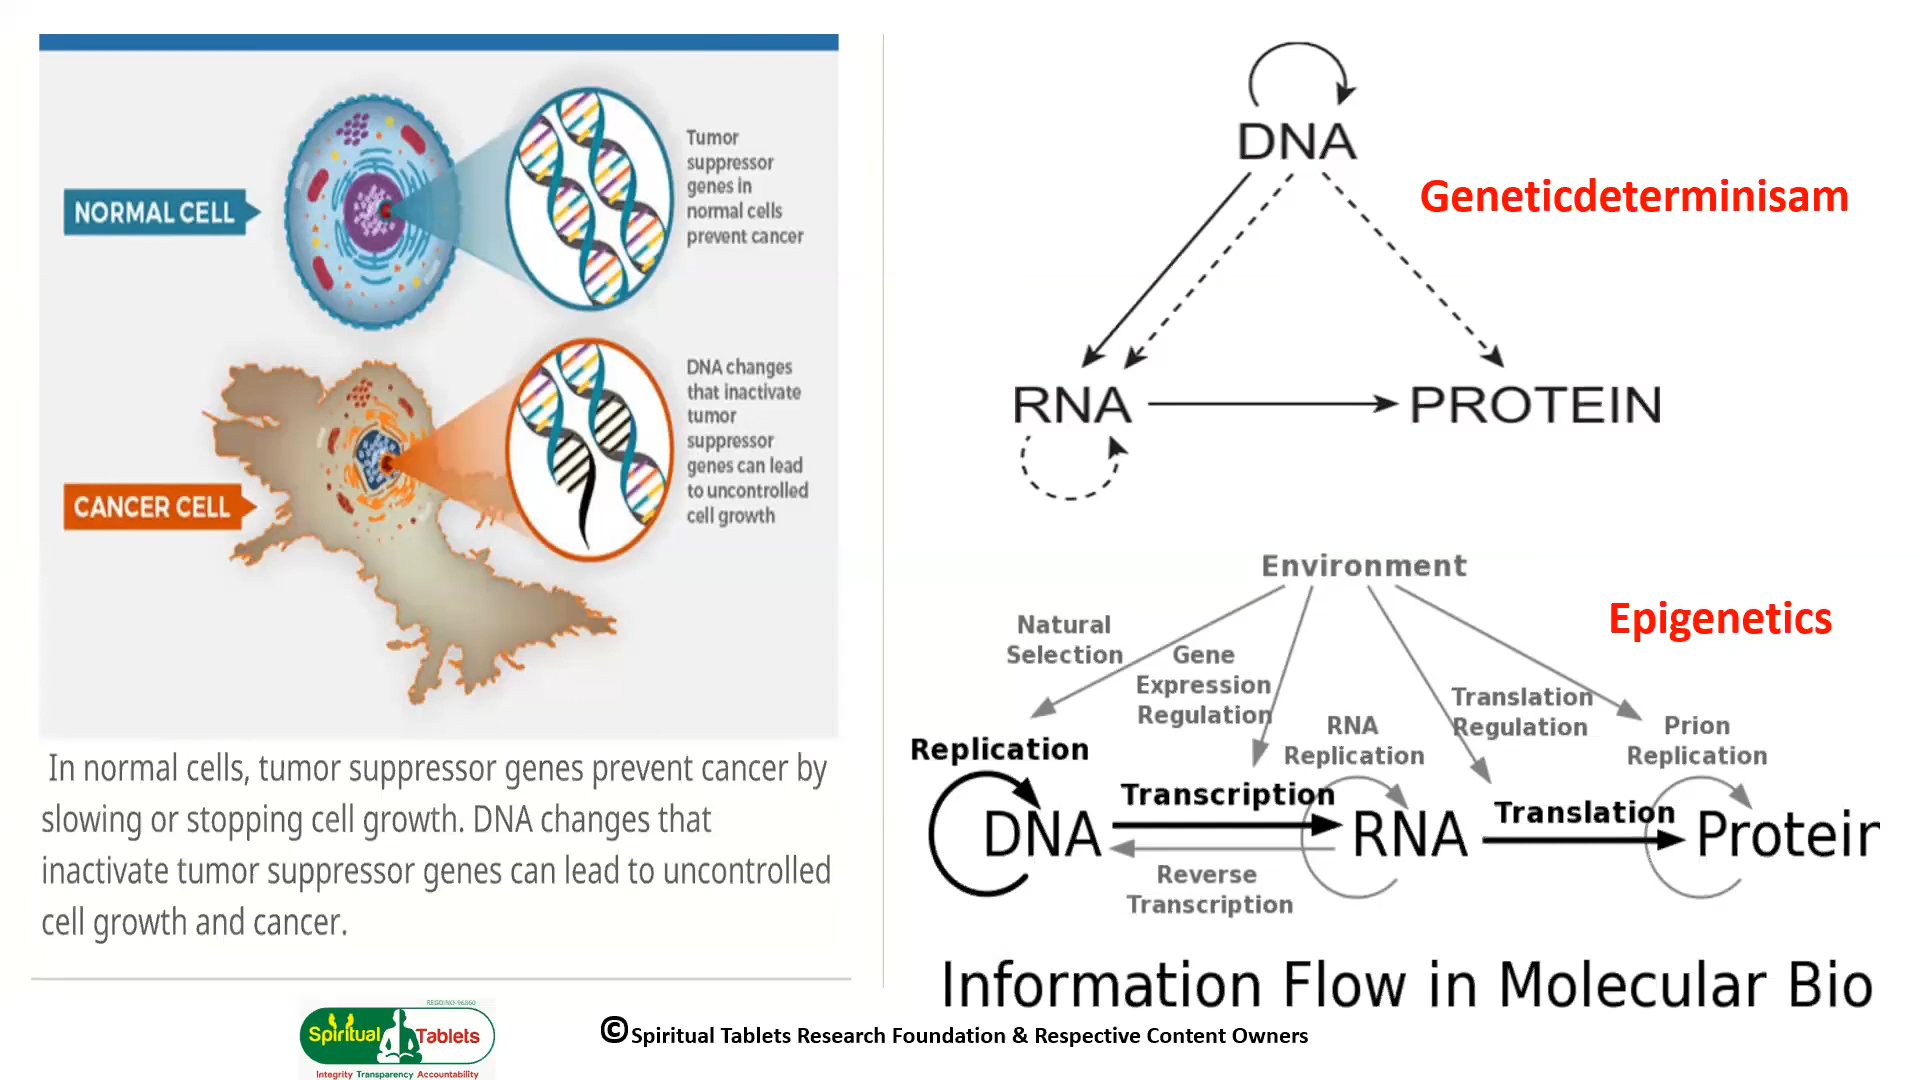 NORMAL CELL
Tumor
suppressor
genes in
normal cells
prevent cancer
CANCER CELL
DNA changes
that inactivate
tumor
suppressor
genes can lead
to uncontrolled
cell growth
In normal cells, tumor suppressor genes prevent cancer by
slowing or stopping cell growth. DNA changes that
inactivate tumor suppressor genes can lead to uncontrolled
cell growth and cancer.
DNA
Geneticdeterminisam
RNA
PROTEIN
Environment
Epigenetics
Natural
Selection
Gene
Expression
Regulation
Translation
Regulation
RNA
Replication
Prion
Replication
Replication
Transcription
Translation
DNA
RNA
Protein
Reverse
Transcription
Information Flow in Molecular Bio
REGD.NO-96860
Spiritual Tablets
Integrity Transparency Accountability
©Spiritual Tablets Research Foundation & Respective Content Owners